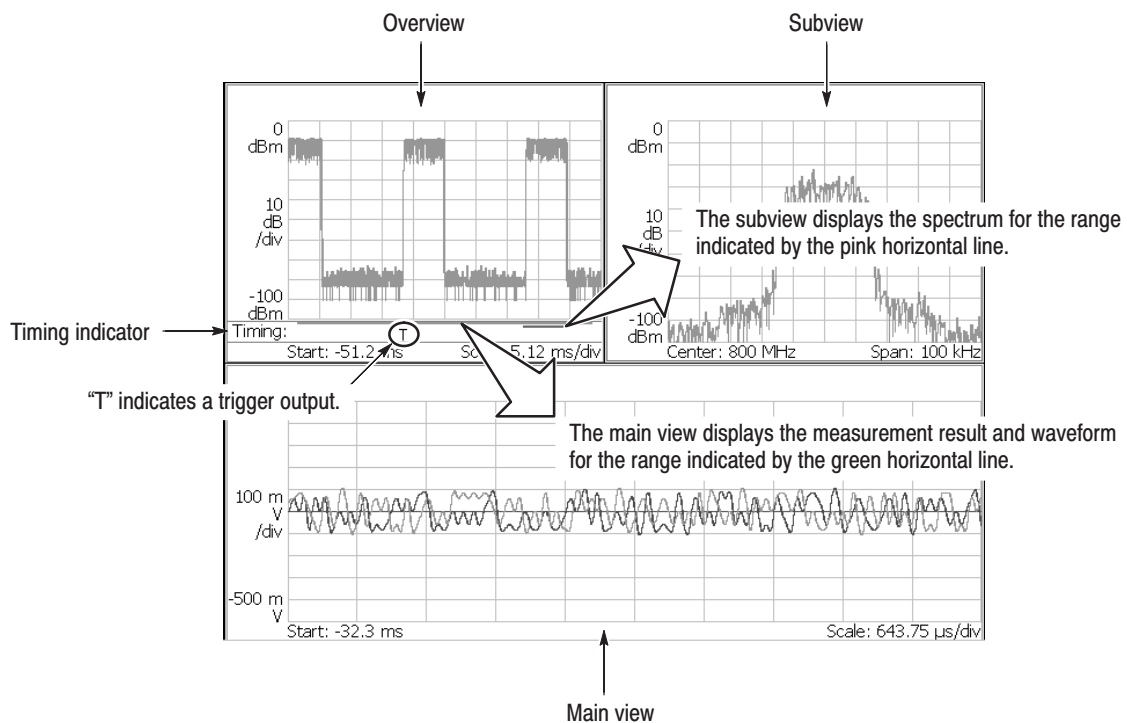 Overview
Subview
0
dBm
10
dB
/div
-100
dBm
Timing:
T
Start: -51.2 ms
5.12 ms/div
0
dBm
10
dB
/div
-100
dBm
Center: 800 MHz
Span: 100 kHz
The subview displays the spectrum for the range
indicated by the pink horizontal line.
Timing indicator
“T” indicates a trigger output.
The main view displays the measurement result and waveform
for the range indicated by the green horizontal line.
100 m
V
/div
-500 m
V
Start: -32.3 ms
Scale: 643.75 µs/div
Main view